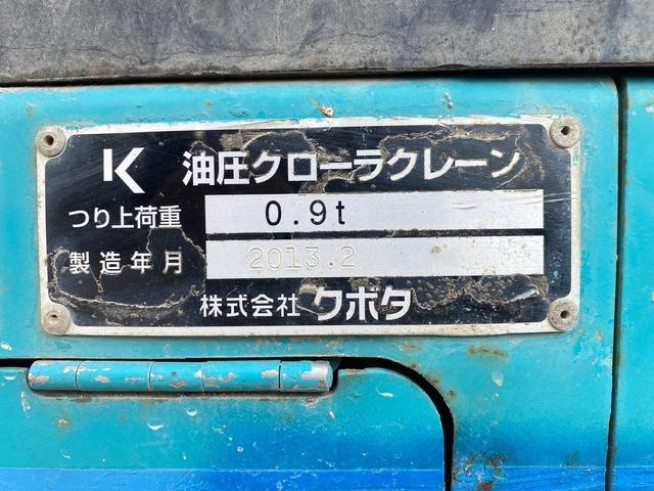 K 油圧クローラクレーン
つり上荷重 0.9t
製造年月 2013.2
株式会社 クボタ